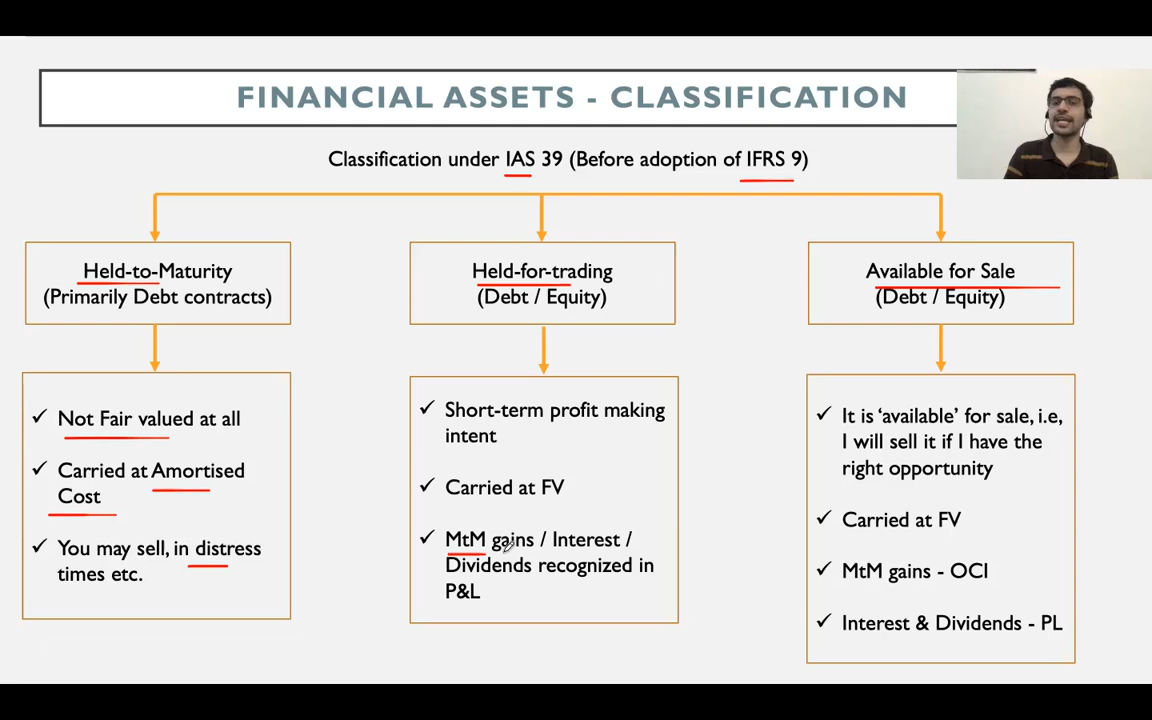 FINANCIAL ASSETS - CLASSIFICATION
Classification under IAS 39 (Before adoption of IFRS 9)
Held-to-Maturity
(Primarily Debt contracts)
✓ Not Fair valued at all
✓ Carried at Amortised
Cost
✓ You may sell, in distress
times etc.
Held-for-trading
(Debt / Equity)
✓ Short-term profit making
intent
✓ Carried at FV
✓ MtM gains / Interest /
Dividends recognized in
P&L
Available for Sale
(Debt / Equity)
✓ It is ‘available’ for sale, i.e,
I will sell it if I have the
right opportunity
✓ Carried at FV
✓ MtM gains - OCI
✓ Interest & Dividends - PL